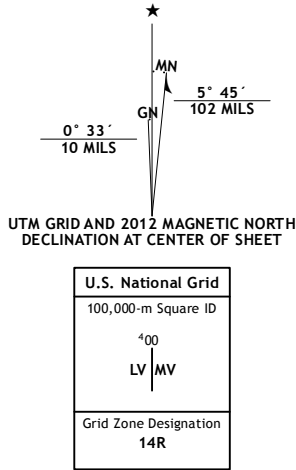 ★
MN
GN
5° 45´
102 MILS
0° 33´
10 MILS
UTM GRID AND 2012 MAGNETIC NORTH
DECLINATION AT CENTER OF SHEET
U.S. National Grid
100,000-m Square ID
⁴00
LV MV
Grid Zone Designation
14R